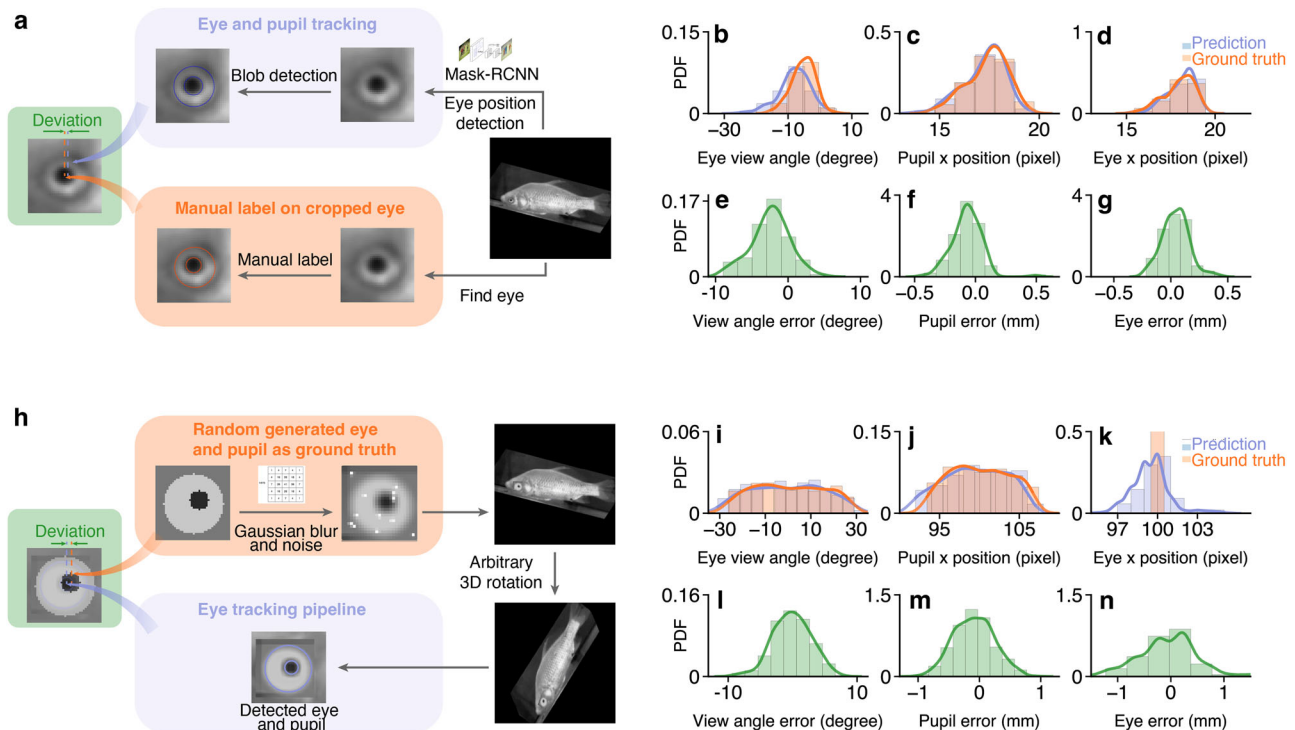 a
Eye and pupil tracking
Blob detection
Mask-RCNN
Eye position
detection
Deviation
Manual label on cropped eye
Manual label
Find eye
b
0.15
PDF
0
−30
−10
10
Eye view angle (degree)
c
0.5
0
15
20
Pupil x position (pixel)
d
1
Prediction
Ground truth
0
15
20
Eye x position (pixel)
e
0.17
PDF
0
-10
0
10
View angle error (degree)
f
4
0
−0.5
0.0
0.5
Pupil error (mm)
g
4
0
−0.5
0.0
0.5
Eye error (mm)
h
Random generated eye
and pupil as ground truth
Gaussian blur
and noise
Deviation
Arbitrary
3D rotation
Eye tracking pipeline
Detected eye
and pupil
i
0.06
PDF
0
−30
−10
10
30
Eye view angle (degree)
j
0.15
0
95
105
Pupil x position (pixel)
k
0.5
Prediction
Ground truth
0
97
100
103
Eye x position (pixel)
l
0.16
PDF
0
-10
0
10
View angle error (degree)
m
1.5
0
−1
0
1
Pupil error (mm)
n
1.5
0
−1
0
1
Eye error (mm)